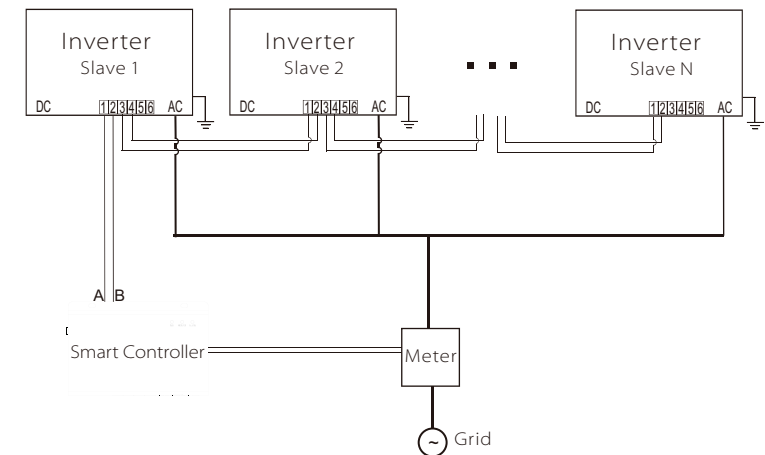 Inverter
Slave 1
DC 1 2 3 4 5 6 AC
Inverter
Slave 2
DC 1 2 3 4 5 6 AC
Inverter
Slave N
DC 1 2 3 4 5 6 AC
A B
Smart Controller
Meter
~ Grid